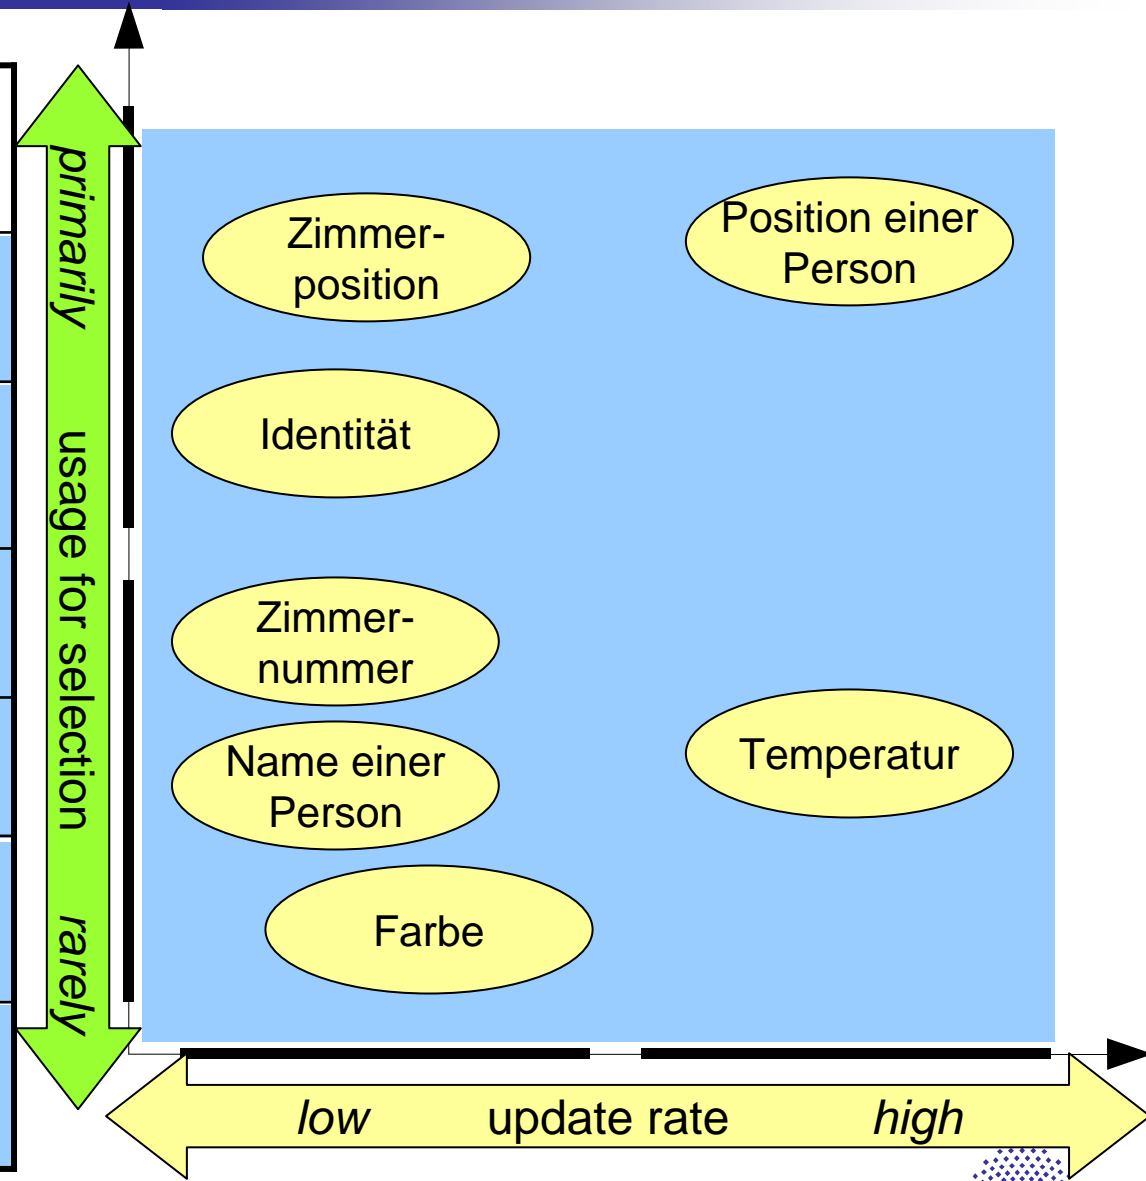 primarily usage for selection rarely
Zimmer-
position
Position einer
Person
Identität
Zimmer-
nummer
Name einer
Person
Temperatur
Farbe
low update rate high